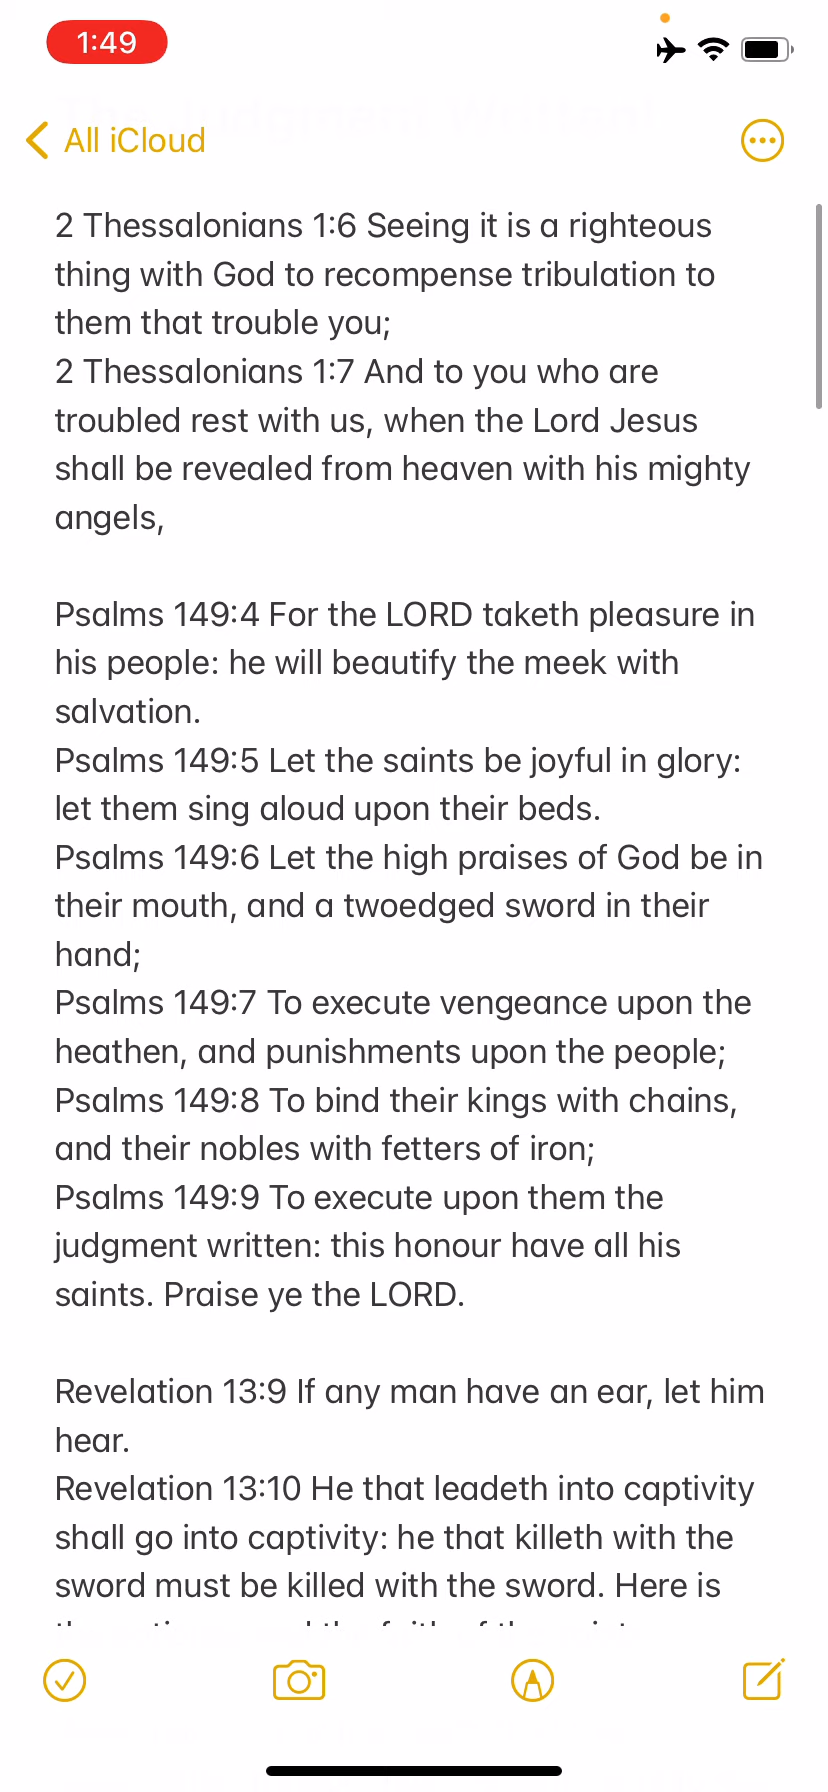 1:49
All iCloud
2 Thessalonians 1:6 Seeing it is a righteous
thing with God to recompense tribulation to
them that trouble you;
2 Thessalonians 1:7 And to you who are
troubled rest with us, when the Lord Jesus
shall be revealed from heaven with his mighty
angels,
Psalms 149:4 For the LORD taketh pleasure in
his people: he will beautify the meek with
salvation.
Psalms 149:5 Let the saints be joyful in glory:
let them sing aloud upon their beds.
Psalms 149:6 Let the high praises of God be in
their mouth, and a twoedged sword in their
hand;
Psalms 149:7 To execute vengeance upon the
heathen, and punishments upon the people;
Psalms 149:8 To bind their kings with chains,
and their nobles with fetters of iron;
Psalms 149:9 To execute upon them the
judgment written: this honour have all his
saints. Praise ye the LORD.
Revelation 13:9 If any man have an ear, let him
hear.
Revelation 13:10 He that leadeth into captivity
shall go into captivity: he that killeth with the
sword must be killed with the sword. Here is